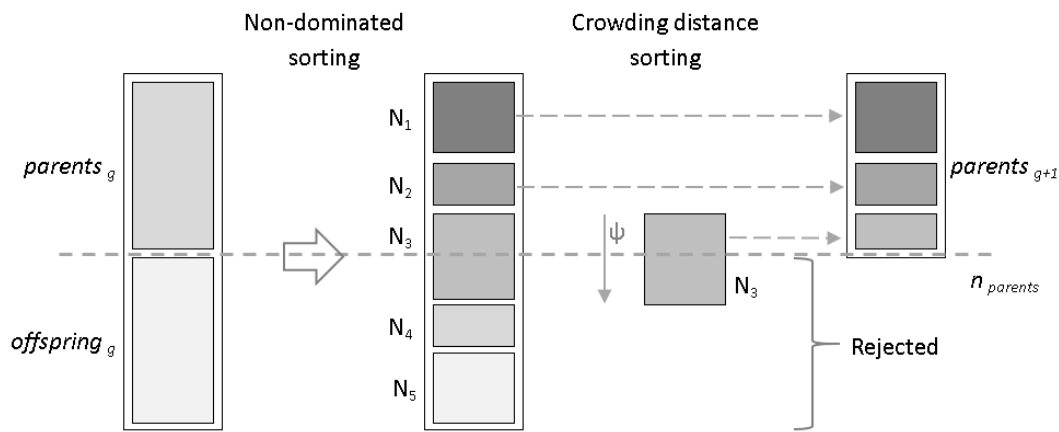 Non-dominated
sorting
Crowding distance
sorting
parents g
offspring g
N1
N2
N3
N4
N5
ψ
N3
parents g+1
n parents
Rejected